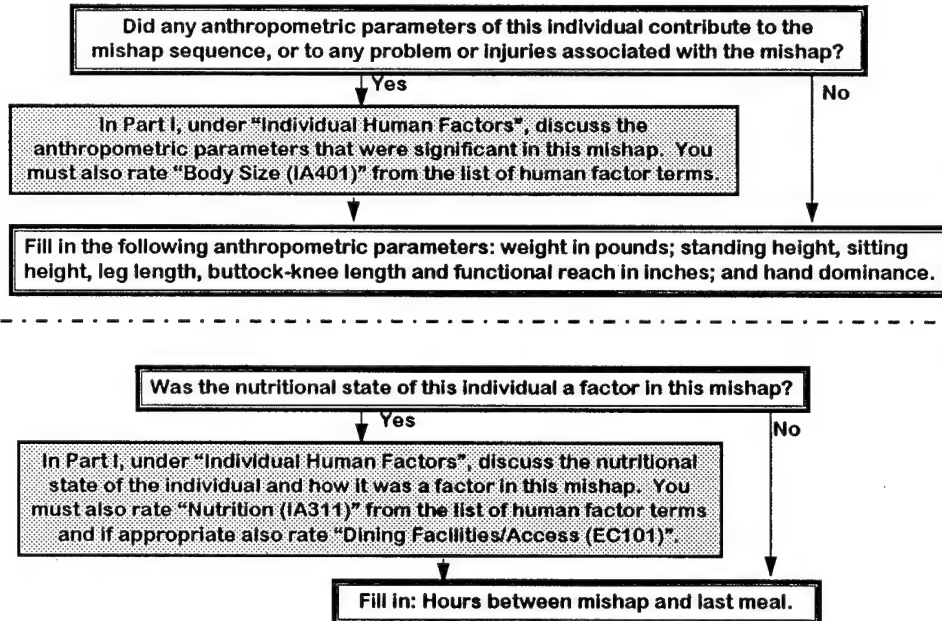 Did any anthropometric parameters of this individual contribute to the
mishap sequence, or to any problem or injuries associated with the mishap?
Yes
No
In Part I, under "Individual Human Factors", discuss the
anthropometric parameters that were significant in this mishap. You
must also rate "Body Size (IA401)" from the list of human factor terms.
Fill in the following anthropometric parameters: weight in pounds; standing height, sitting
height, leg length, buttock-knee length and functional reach in inches; and hand dominance.
Was the nutritional state of this individual a factor in this mishap?
Yes
No
In Part I, under "Individual Human Factors", discuss the nutritional
state of the individual and how it was a factor in this mishap. You
must also rate "Nutrition (IA311)" from the list of human factor terms
and if appropriate also rate "Dining Facilities/Access (EC101)".
Fill in: Hours between mishap and last meal.